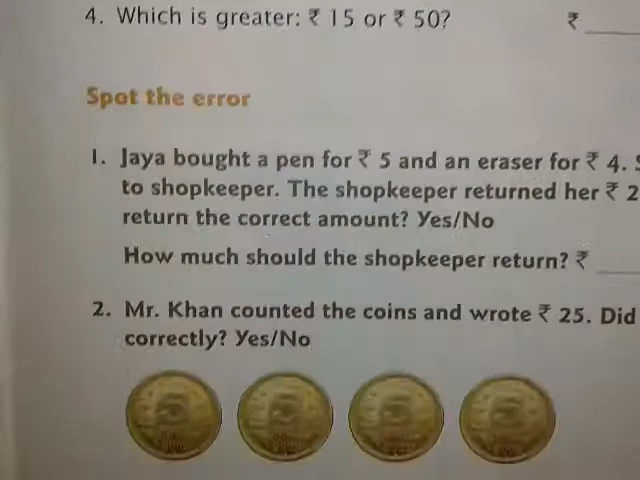 4. Which is greater: ₹ 15 or ₹ 50? ₹
Spot the error
1. Jaya bought a pen for ₹ 5 and an eraser for ₹ 4.
to shopkeeper. The shopkeeper returned her ₹ 2
return the correct amount? Yes/No
How much should the shopkeeper return? ₹
2. Mr. Khan counted the coins and wrote ₹ 25. Did
correctly? Yes/No
5 5 5 5